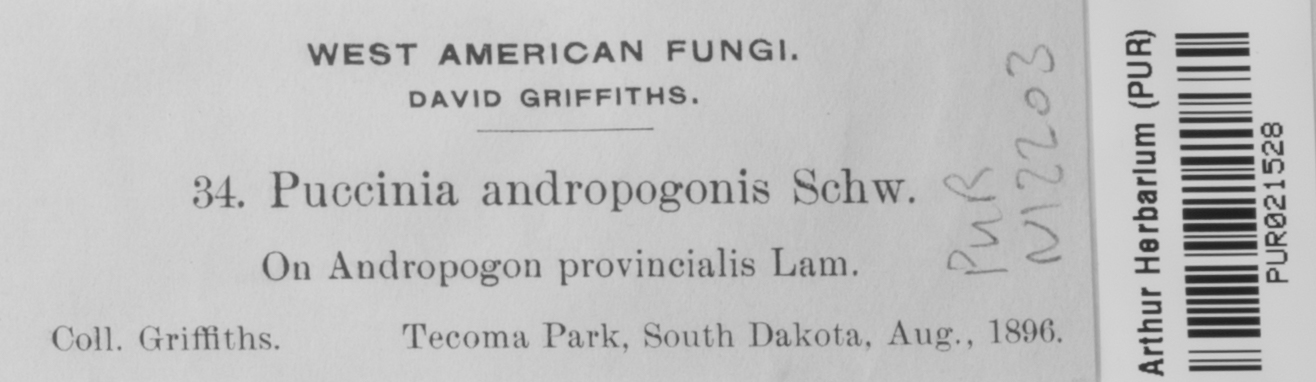 WEST AMERICAN FUNGI.
DAVID GRIFFITHS.
34. Puccinia andropogonis Schw.
On Andropogon provincialis Lam.
Coll. Griffiths. Tecoma Park, South Dakota, Aug., 1896.
PUR
N12203
Arthur Herbarium (PUR)
PUR021528